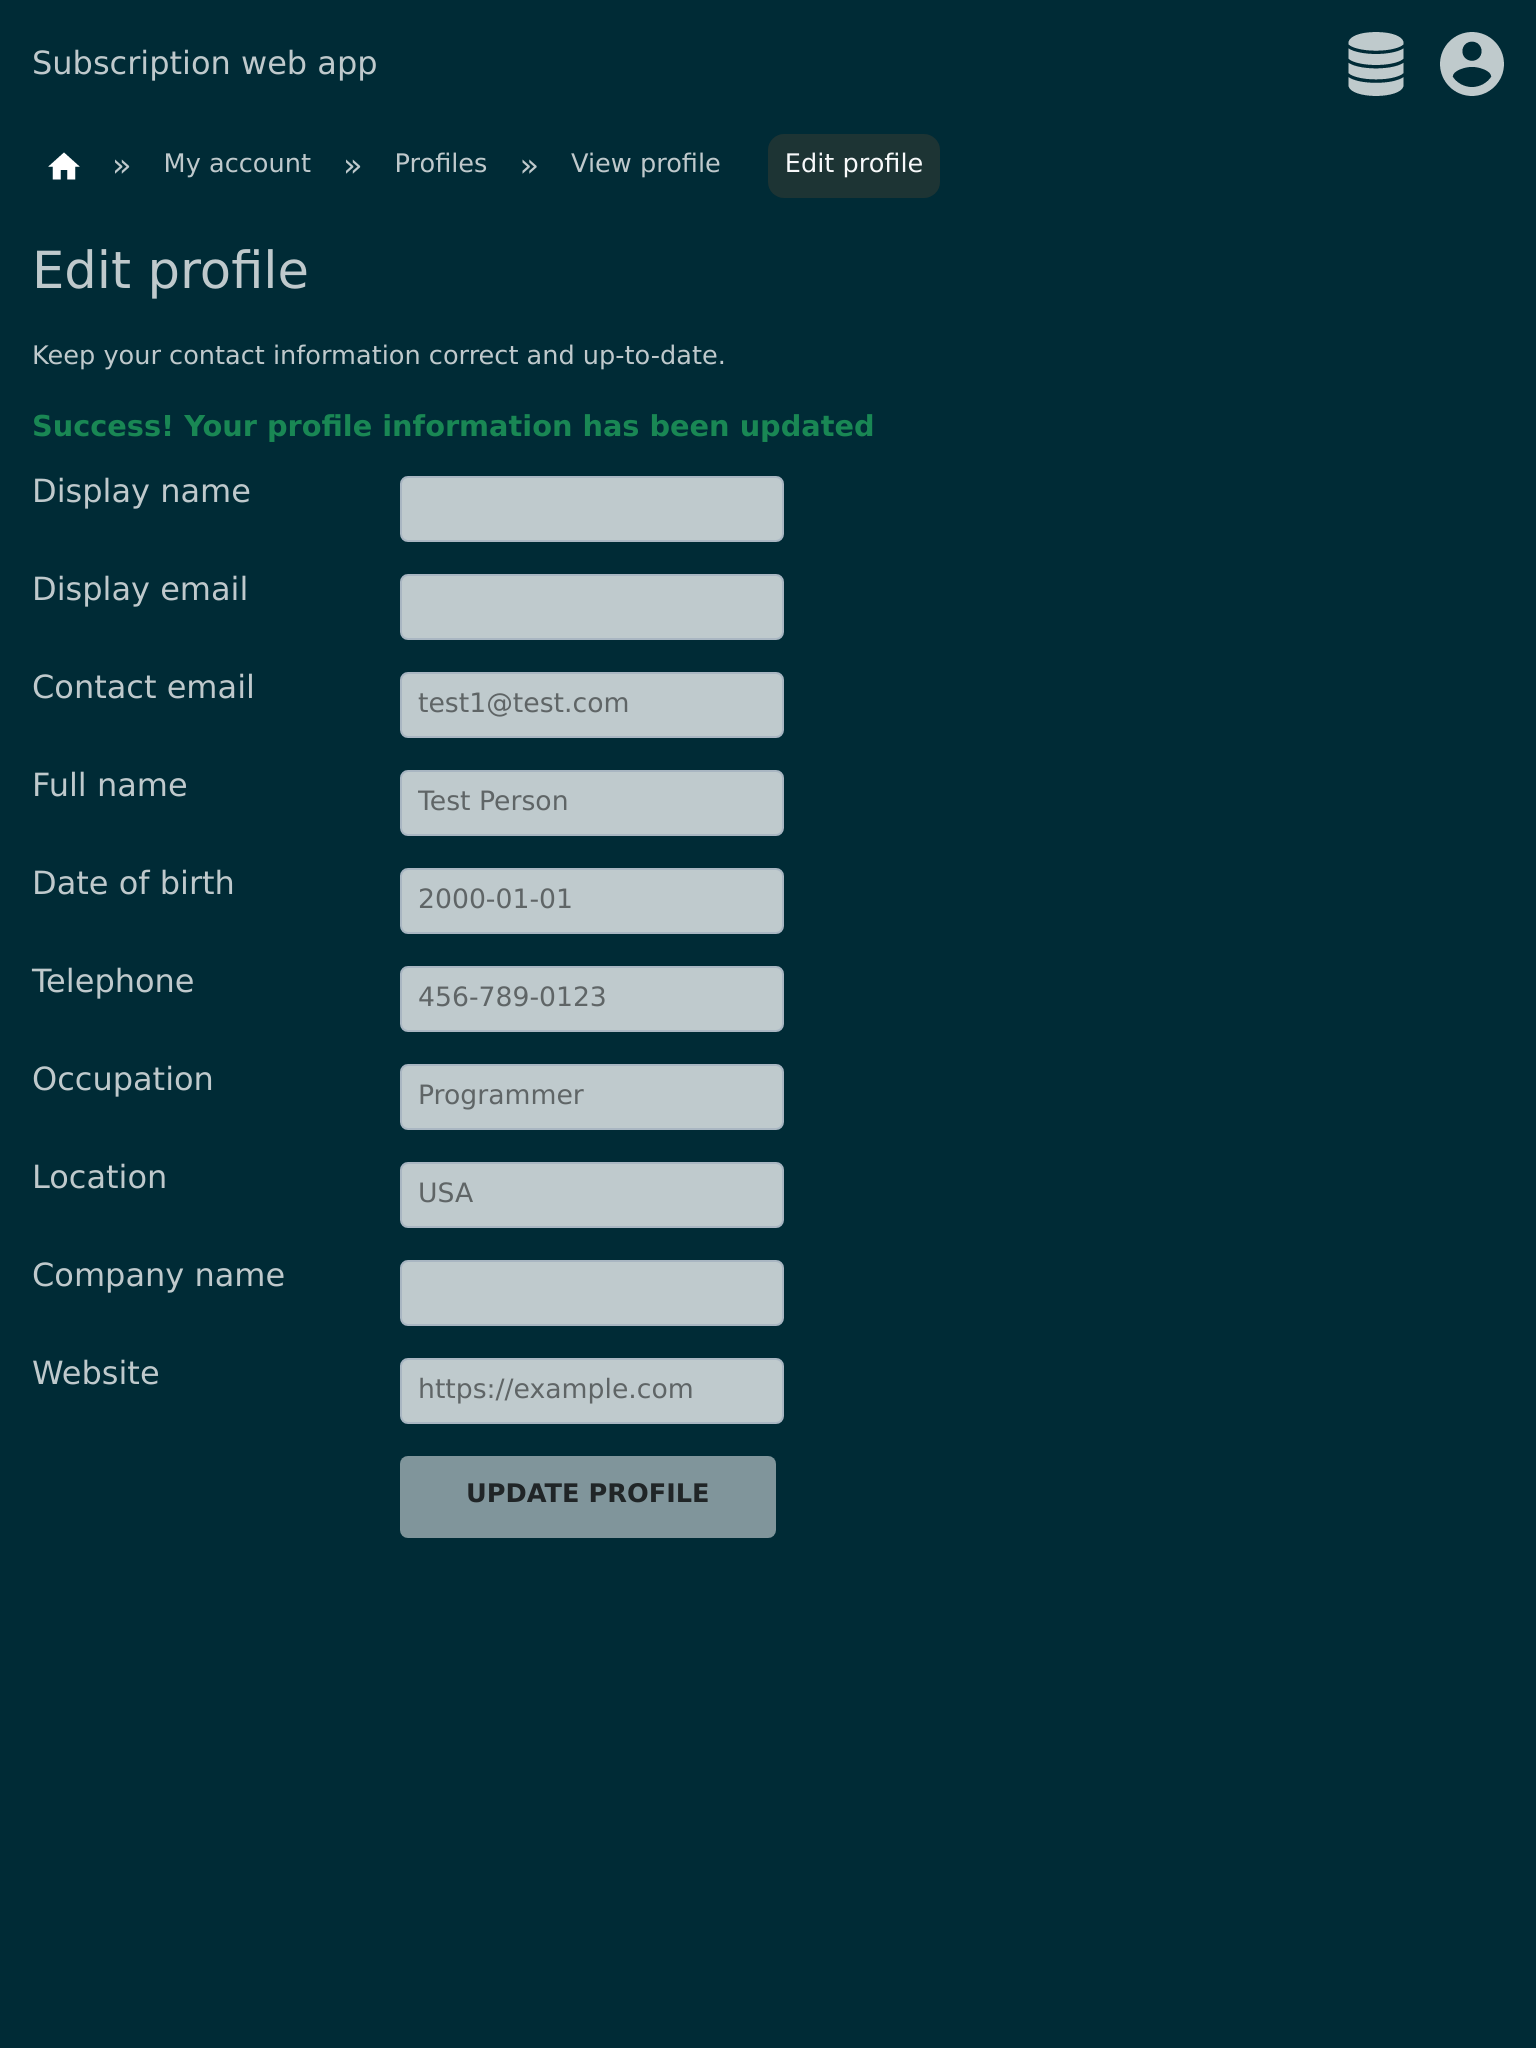 Subscription web app
» My account » Profiles » View profile Edit profile
Edit profile
Keep your contact information correct and up-to-date.
Success! Your profile information has been updated
Display name
Display email
Contact email test1@test.com
Full name Test Person
Date of birth 2000-01-01
Telephone 456-789-0123
Occupation Programmer
Location USA
Company name
Website https://example.com
UPDATE PROFILE